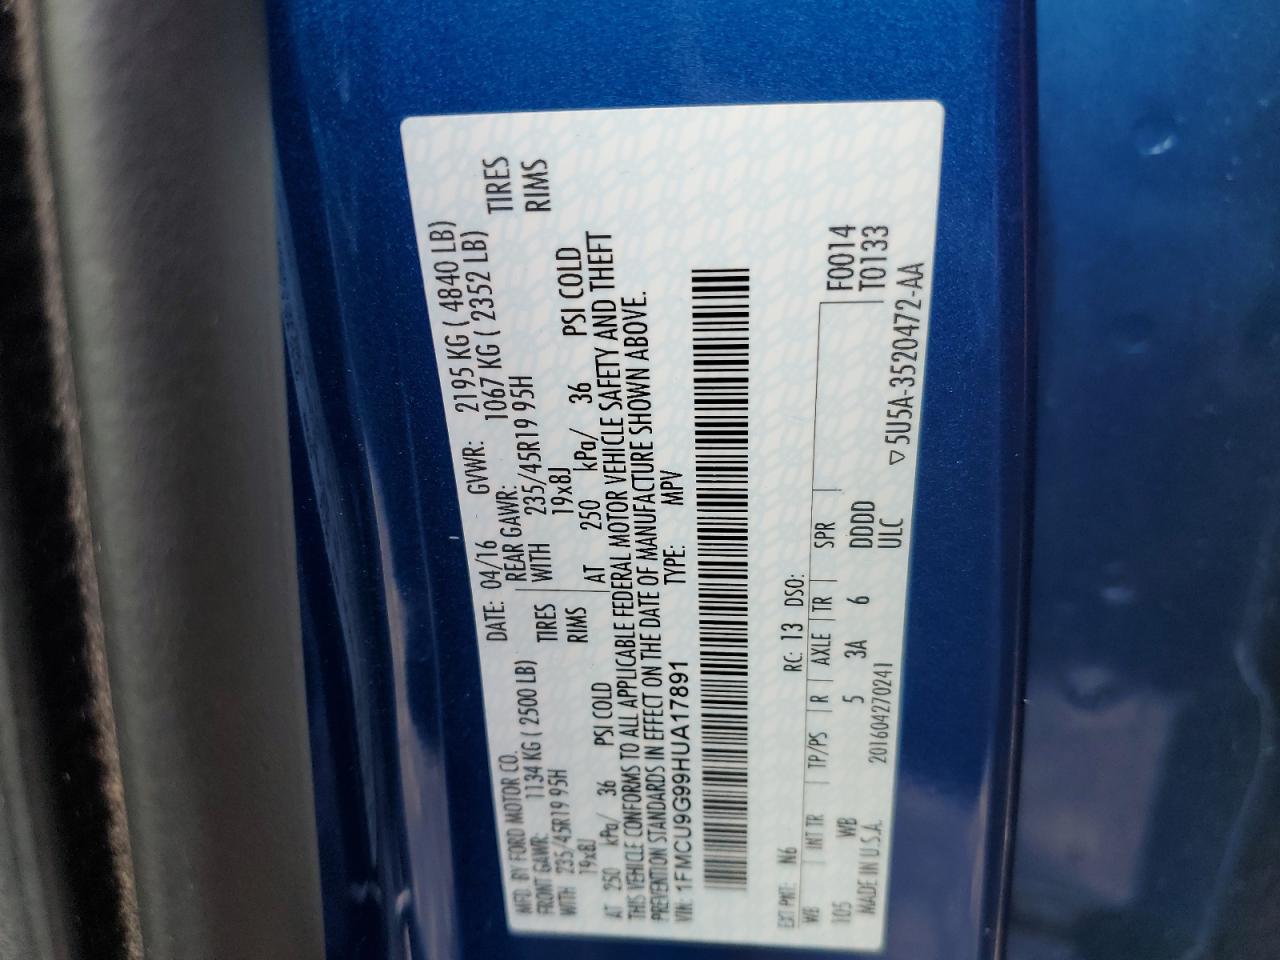 MFD. BY FORD MOTOR CO. DATE: 04/16 GVWR: 2195 KG ( 4840 LB)
FRONT GAWR: 1134 KG ( 2500 LB) REAR GAWR: 1067 KG ( 2352 LB)
WITH 235/45R19 95H TIRES WITH 235/45R19 95H TIRES
19x8J RIMS 19x8J RIMS
AT 250 kPa/ 36 PSI COLD AT 250 kPa/ 36 PSI COLD
THIS VEHICLE CONFORMS TO ALL APPLICABLE FEDERAL MOTOR VEHICLE SAFETY AND THEFT
PREVENTION STANDARDS IN EFFECT ON THE DATE OF MANUFACTURE SHOWN ABOVE.
VIN: 1FMCU9G99HUA17891 TYPE: MPV
EXT PNT: N6 RC: 13 DSO:
WB INT TR TP/PS R AXLE TR SPR F0014
105 WB 5 3A 6 DDDD T0133
MADE IN U.S.A. 201604270241 ULC
▽5U5A-3520472-AA